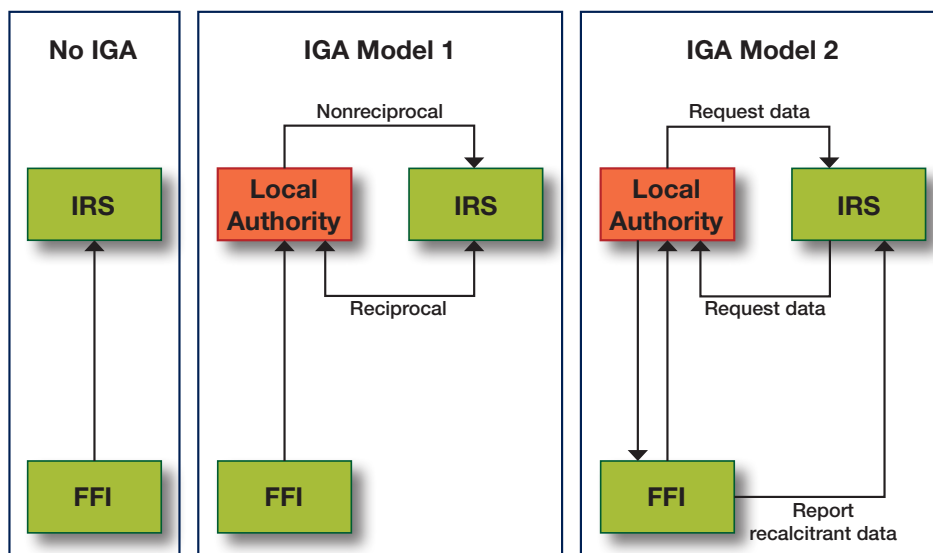 No IGA
IRS
FFI
IGA Model 1
Nonreciprocal
Local
Authority
IRS
Reciprocal
FFI
IGA Model 2
Request data
Local
Authority
IRS
Request data
FFI
Report
recalcitrant data